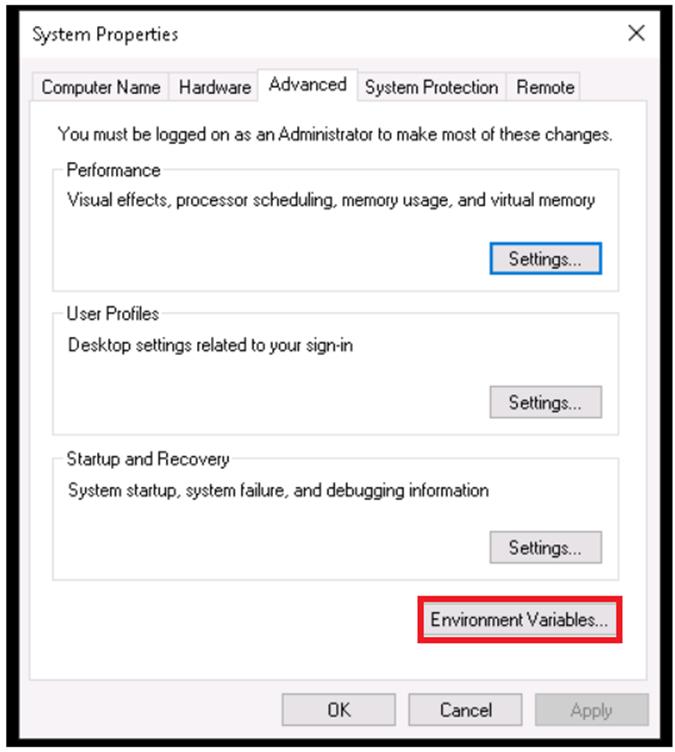 System Properties
Computer Name Hardware Advanced System Protection Remote
You must be logged on as an Administrator to make most of these changes.
Performance
Visual effects, processor scheduling, memory usage, and virtual memory
Settings...
User Profiles
Desktop settings related to your sign-in
Settings...
Startup and Recovery
System startup, system failure, and debugging information
Settings...
Environment Variables...
OK Cancel Apply